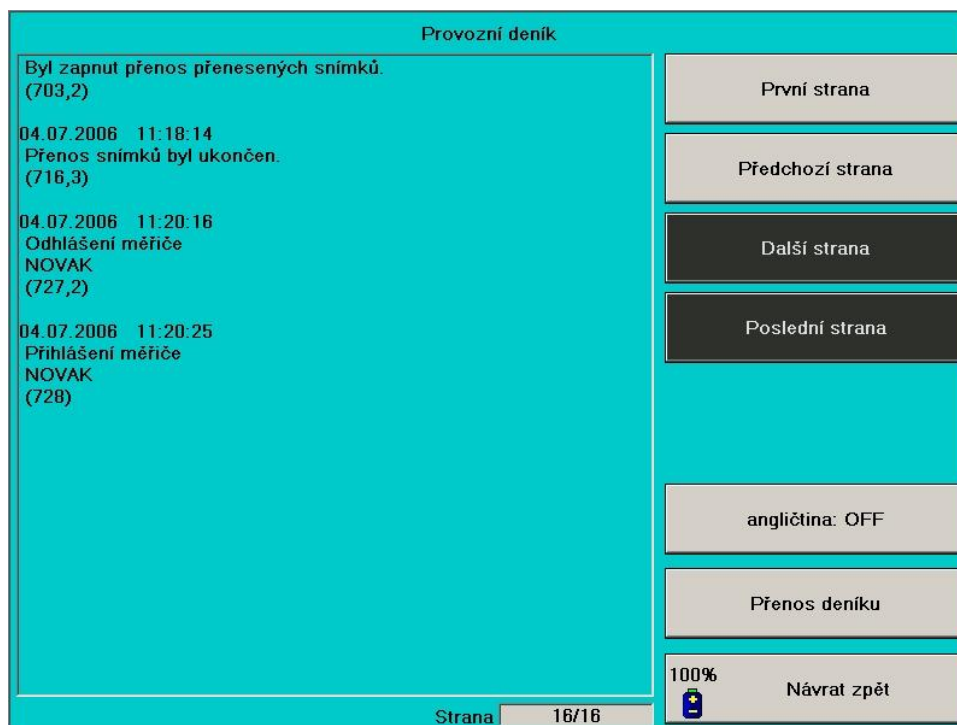 Provozní deník
Byl zapnut přenos přenesených snímků.
(703,2)
04.07.2006 11:18:14
Přenos snímků byl ukončen.
(716,3)
04.07.2006 11:20:16
Odhlášení měřiče
NOVAK
(727,2)
04.07.2006 11:20:25
Přihlášení měřiče
NOVAK
(728)
Strana 16/16
První strana
Předchozí strana
Další strana
Poslední strana
angličtina: OFF
Přenos deníku
100%
Návrat zpět